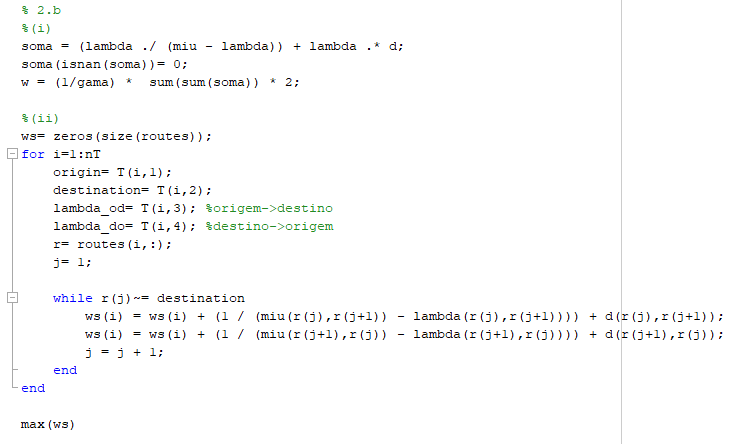 % 2.b
%(i)
soma = (lambda ./ (miu - lambda)) + lambda .* d;
soma(isnan(soma))= 0;
w = (1/gama) *  sum(sum(soma)) * 2;
%(ii)
ws= zeros(size(routes));
for i=1:nT
origin= T(i,1);
destination= T(i,2);
lambda_od= T(i,3); %origem->destino
lambda_do= T(i,4); %destino->origem
r= routes(i,:);
j= 1;
while r(j)~= destination
ws(i) = ws(i) + (1 / (miu(r(j),r(j+1)) - lambda(r(j),r(j+1)))) + d(r(j),r(j+1));
ws(i) = ws(i) + (1 / (miu(r(j+1),r(j)) - lambda(r(j+1),r(j)))) + d(r(j+1),r(j));
j = j + 1;
end
end
max(ws)